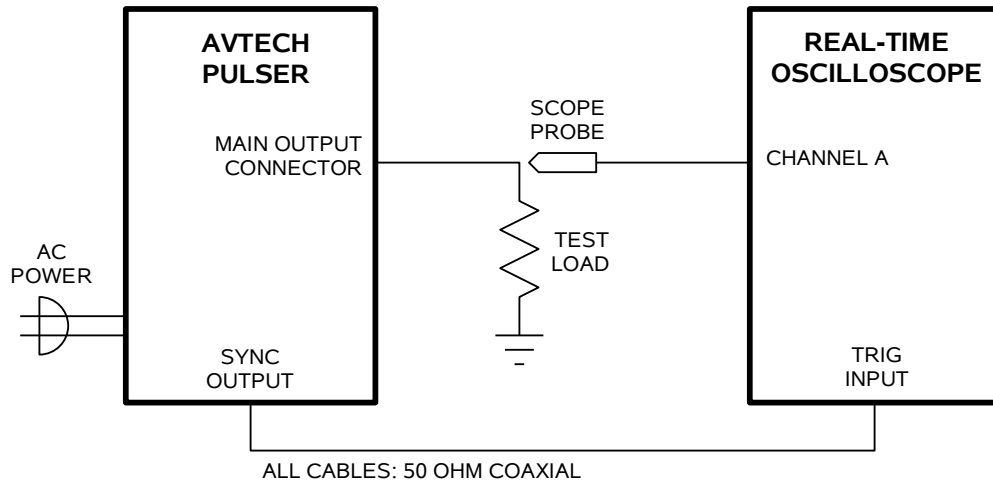 AVTECH
PULSER
REAL-TIME
OSCILLOSCOPE
SCOPE
PROBE
MAIN OUTPUT
CONNECTOR
CHANNEL A
TEST
LOAD
AC
POWER
SYNC
OUTPUT
TRIG
INPUT
ALL CABLES: 50 OHM COAXIAL